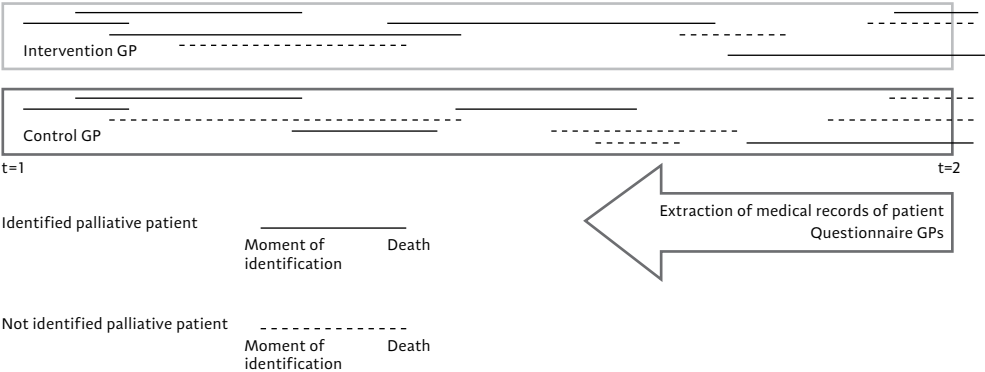 Intervention GP
Control GP
t=1
t=2
Extraction of medical records of patient
Questionnaire GPs
Identified palliative patient
Moment of
identification
Death
Not identified palliative patient
Moment of
identification
Death